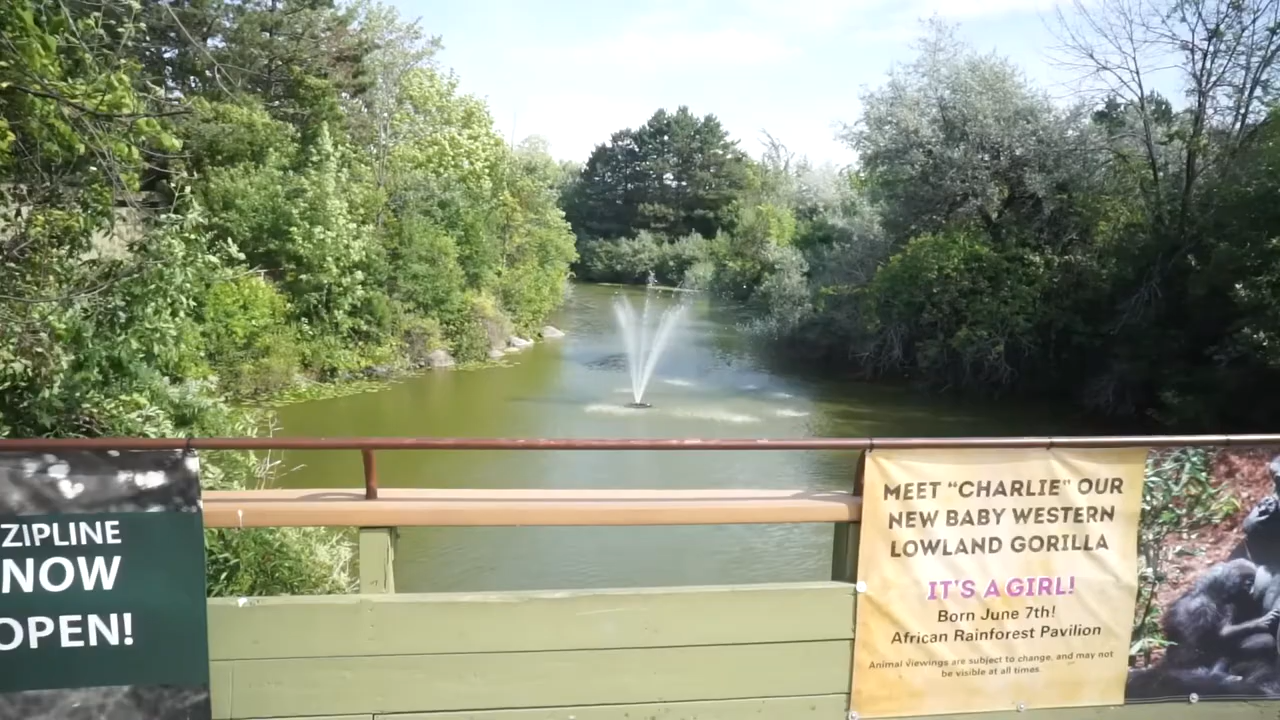 ZIPLINE
NOW
OPEN!
MEET “CHARLIE” OUR
NEW BABY WESTERN
LOWLAND GORILLA
IT'S A GIRL!
Born June 7th!
African Rainforest Pavilion
Animal viewings are subject to change, and may not
be visible at all times.